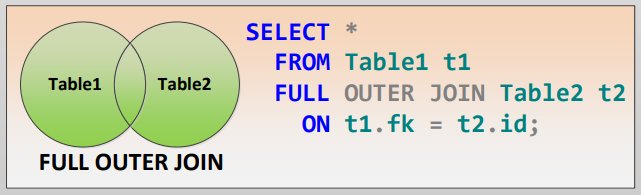 Table1
Table2
FULL OUTER JOIN
SELECT *
FROM Table1 t1
FULL OUTER JOIN Table2 t2
ON t1.fk = t2.id;